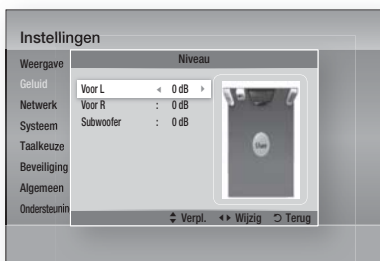 Instellingen
Weergave
Geluid
Netwerk
Systeem
Taalkeuze
Beveiliging
Algemeen
Ondersteunin
Niveau
Voor L ◂ 0 dB ▸
Voor R : 0 dB
Subwoofer : 0 dB
User
Verpl. Wijzig Terug